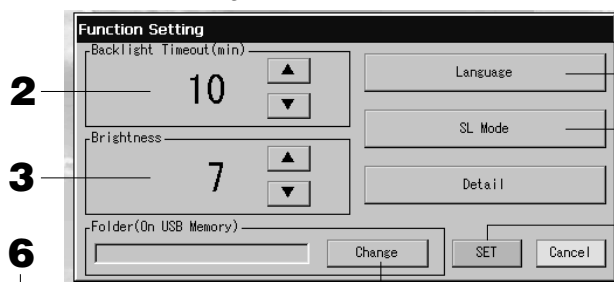 Function Setting
Backlight Timeout(min)
2
10
Language
SL Mode
Brightness
3
7
Detail
Folder(On USB Memory)
6
Change
SET
Cancel